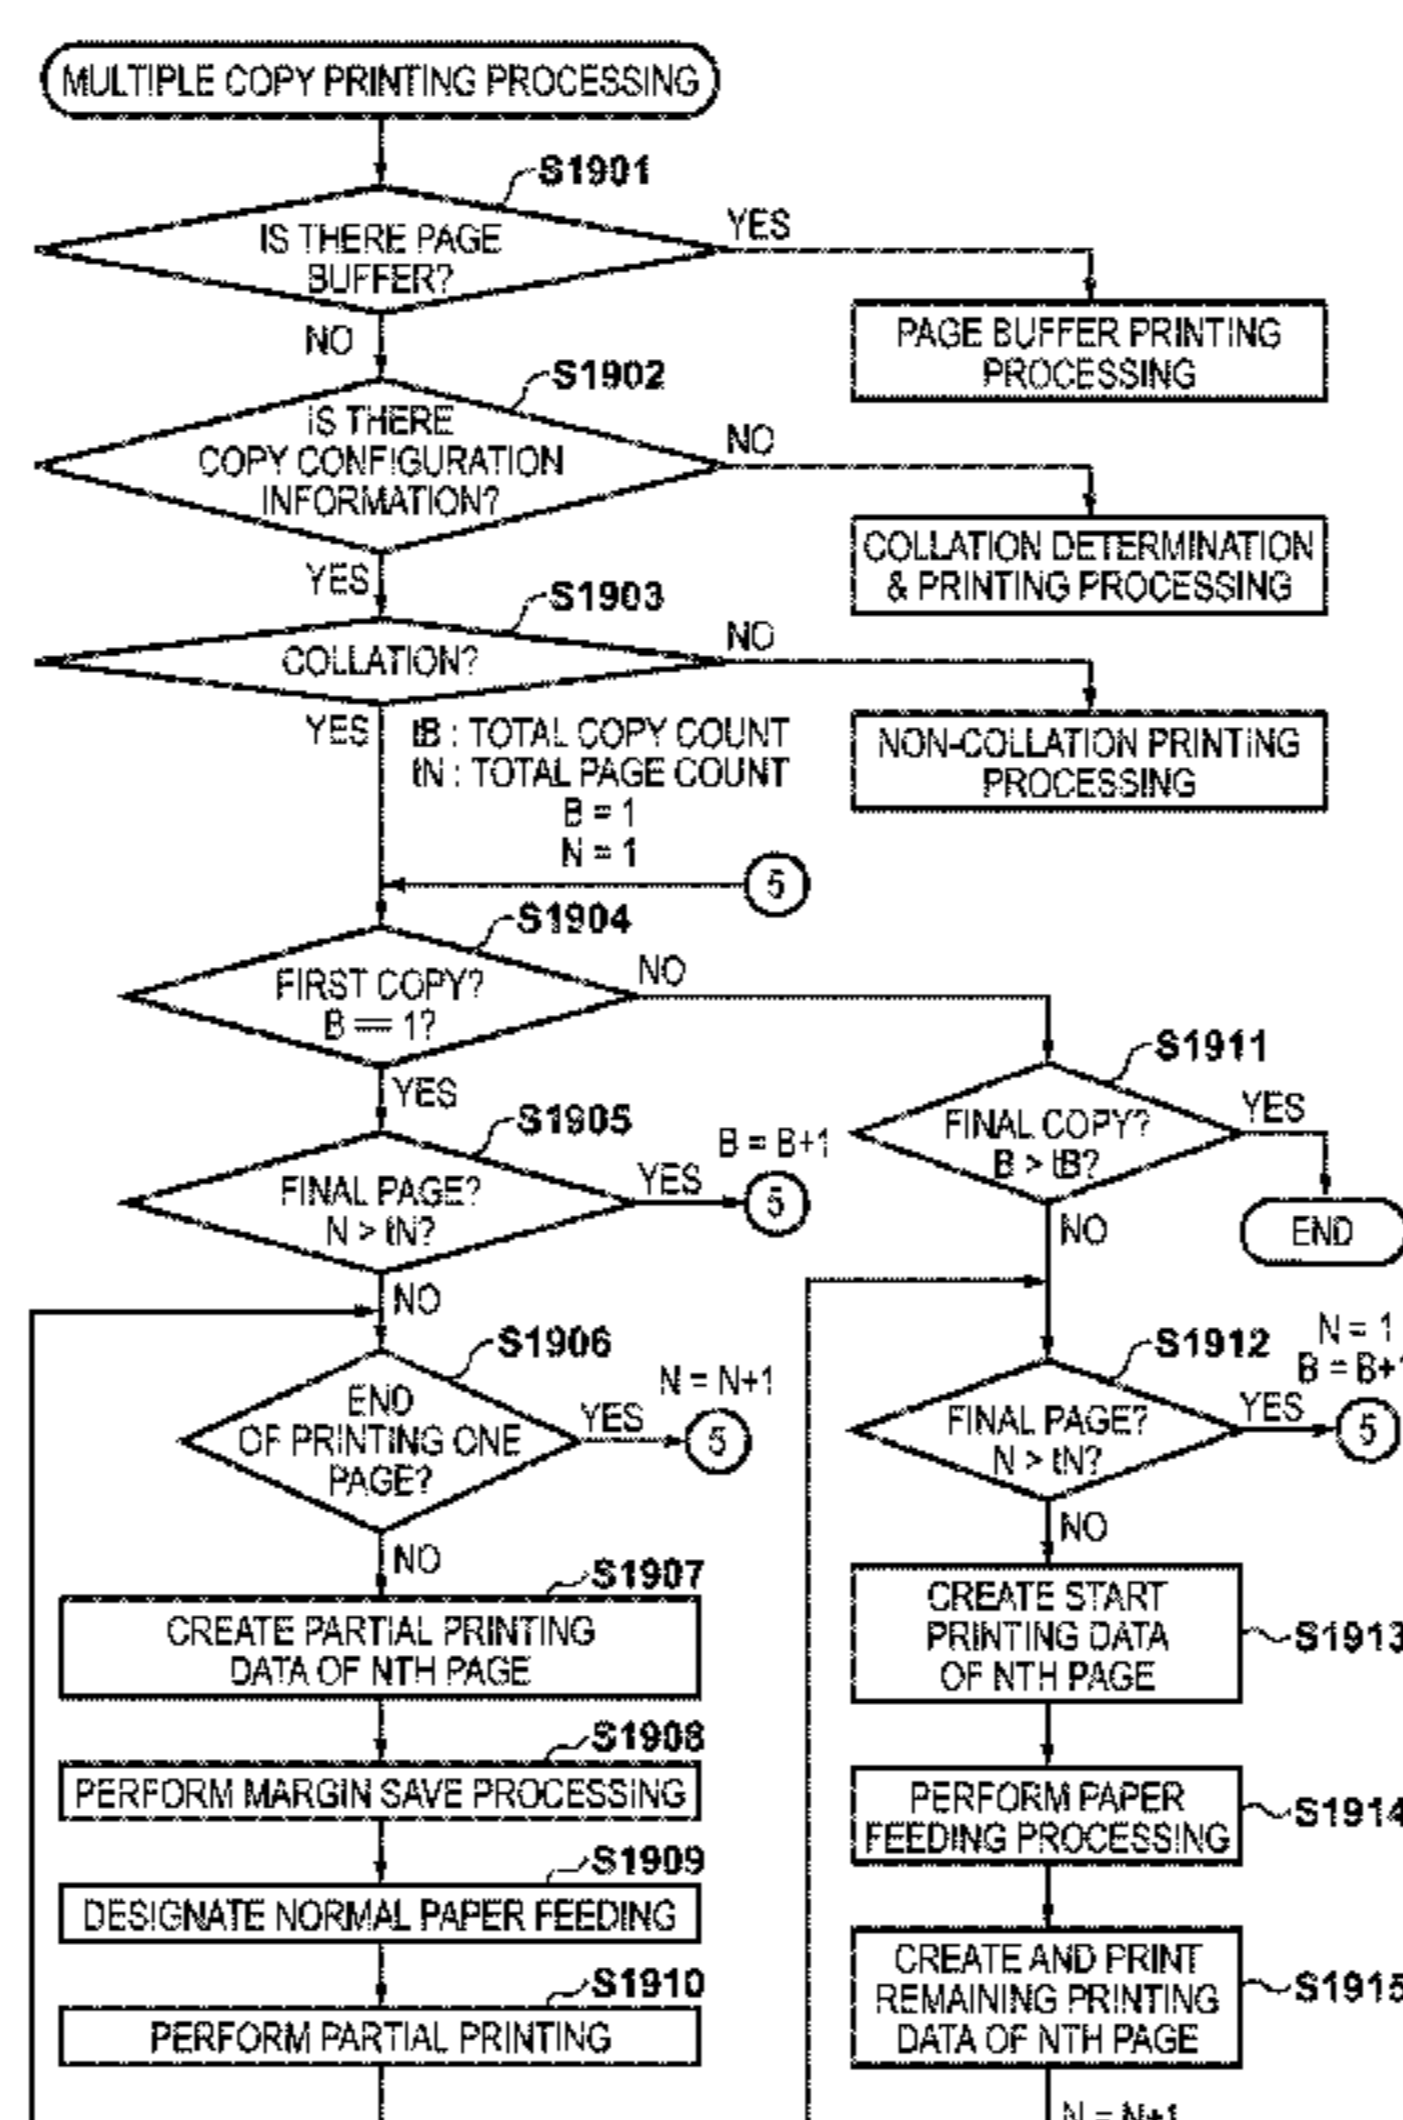 MULTIPLE COPY PRINTING PROCESSING
S1901
IS THERE PAGE
BUFFER?
YES
NO
PAGE BUFFER PRINTING
PROCESSING
S1902
IS THERE
COPY CONFIGURATION
INFORMATION?
NO
YES
COLLATION DETERMINATION
& PRINTING PROCESSING
S1903
COLLATION?
NO
YES
NON-COLLATION PRINTING
PROCESSING
tB : TOTAL COPY COUNT
tN : TOTAL PAGE COUNT
B = 1
N = 1
5
S1904
FIRST COPY?
B == 1?
NO
YES
S1905
FINAL PAGE?
N > tN?
YES
B = B+1
5
NO
S1906
END
OF PRINTING ONE
PAGE?
YES
N = N+1
5
NO
S1907
CREATE PARTIAL PRINTING
DATA OF NTH PAGE
S1908
PERFORM MARGIN SAVE PROCESSING
S1909
DESIGNATE NORMAL PAPER FEEDING
S1910
PERFORM PARTIAL PRINTING
S1911
FINAL COPY?
B > tB?
YES
END
NO
S1912
FINAL PAGE?
N > tN?
YES
N = 1
B = B+1
5
NO
CREATE START
PRINTING DATA
OF NTH PAGE
S1913
PERFORM PAPER
FEEDING PROCESSING
S1914
CREATE AND PRINT
REMAINING PRINTING
DATA OF NTH PAGE
S1915
N = N+1